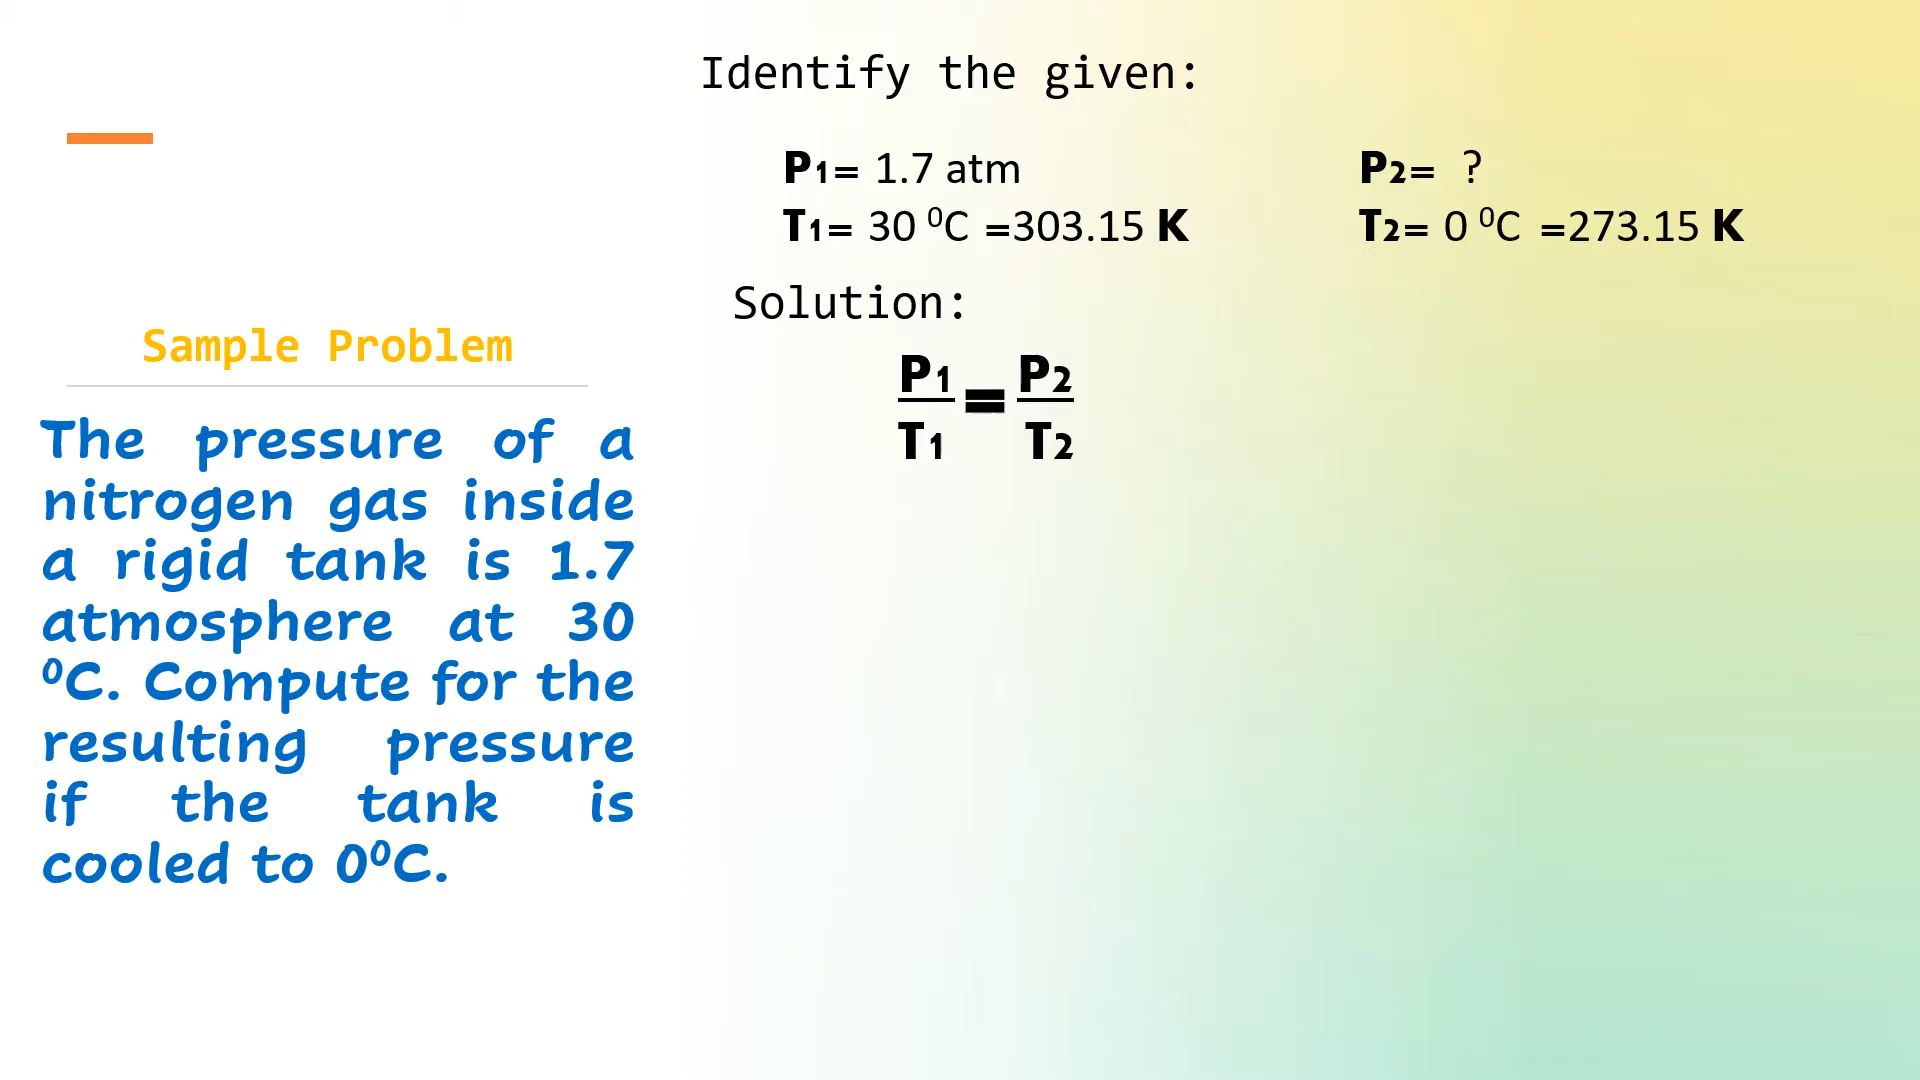 Identify the given:
P1= 1.7 atm
P2= ?
T1= 30 ⁰C =303.15 K
T2= 0 ⁰C =273.15 K
Solution:
P1 = P2
T1 T2
Sample Problem
The pressure of a
nitrogen gas inside
a rigid tank is 1.7
atmosphere at 30
⁰C. Compute for the
resulting pressure
if the tank is
cooled to 0⁰C.